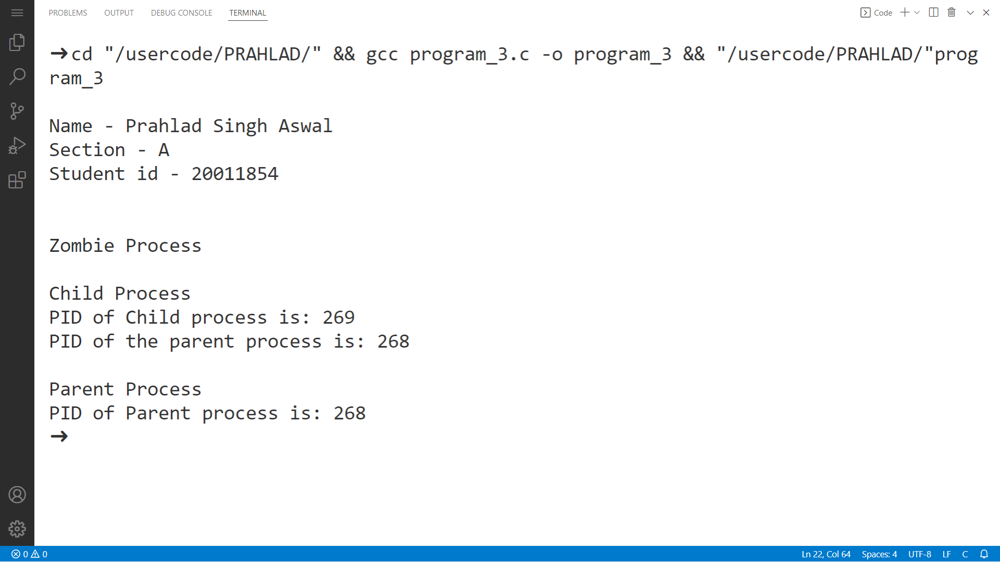 PROBLEMS OUTPUT DEBUG CONSOLE TERMINAL Code
➜cd "/usercode/PRAHLAD/" && gcc program_3.c -o program_3 && "/usercode/PRAHLAD/"prog
ram_3
Name - Prahlad Singh Aswal
Section - A
Student id - 20011854
Zombie Process
Child Process
PID of Child process is: 269
PID of the parent process is: 268
Parent Process
PID of Parent process is: 268
➜
0 0 Ln 22, Col 64 Spaces: 4 UTF-8 LF C